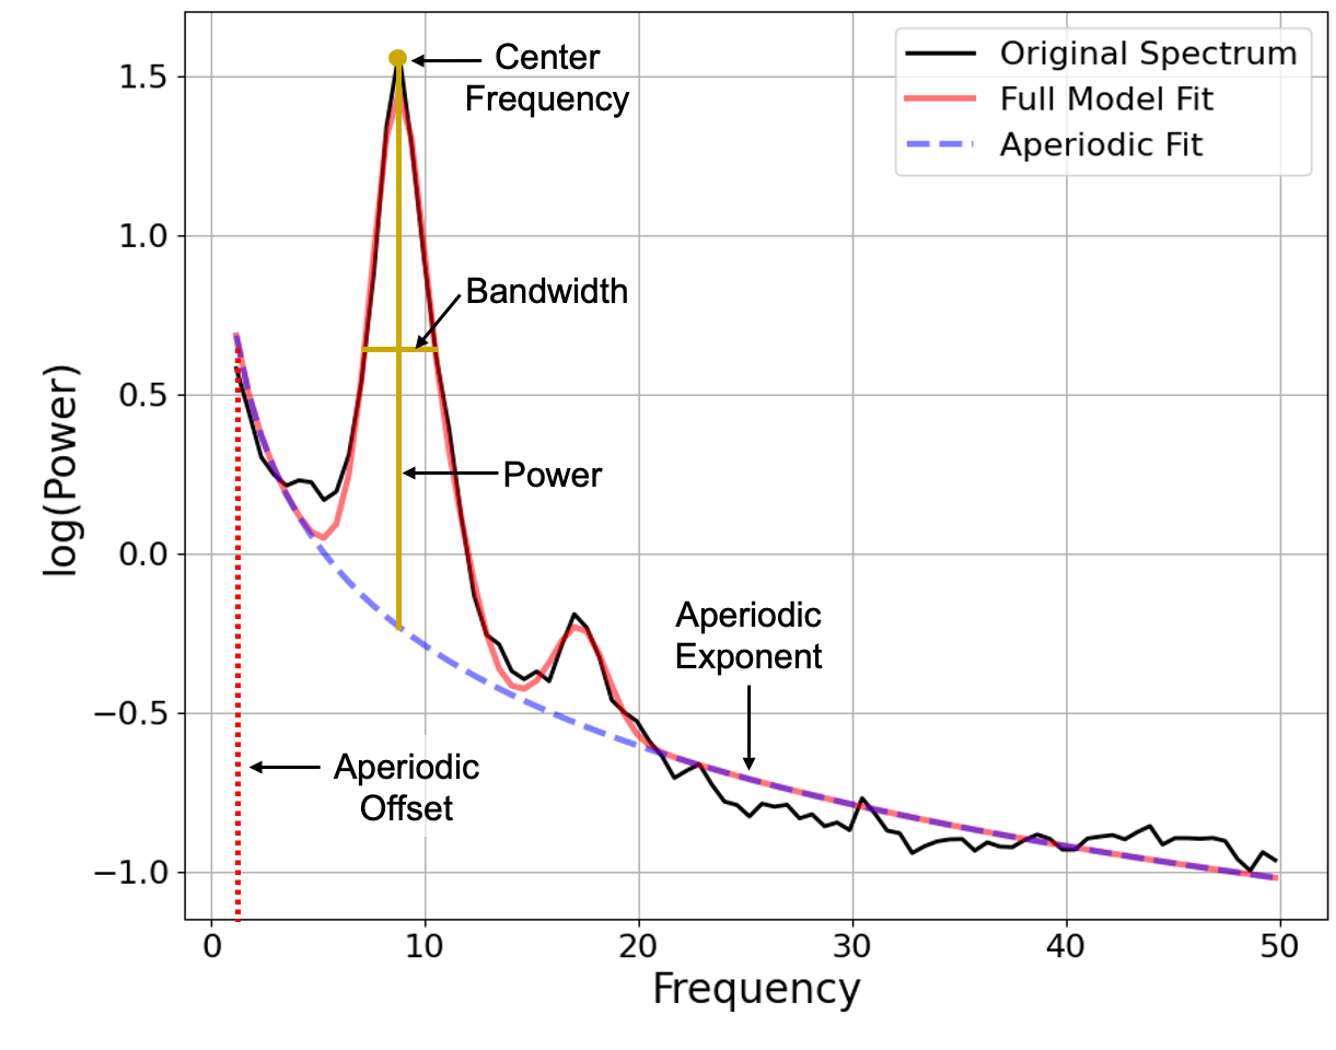 Center
Frequency
Original Spectrum
Full Model Fit
Aperiodic Fit
Bandwidth
Power
Aperiodic
Exponent
Aperiodic
Offset
log(Power)
1.5
1.0
0.5
0.0
−0.5
−1.0
0 10 20 30 40 50
Frequency